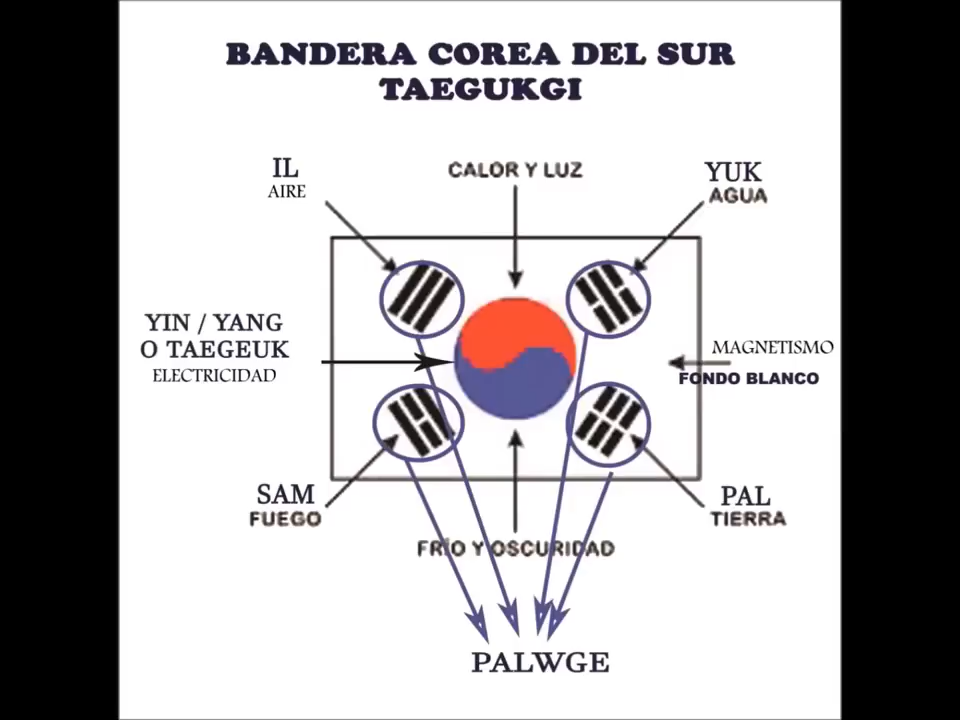 BANDERA COREA DEL SUR
TAEGUKGI
IL
AIRE
CALOR Y LUZ
YUK
AGUA
YIN / YANG
O TAEGEUK
ELECTRICIDAD
MAGNETISMO
FONDO BLANCO
SAM
FUEGO
PAL
TIERRA
FRÍO Y OSCURIDAD
PALWGE